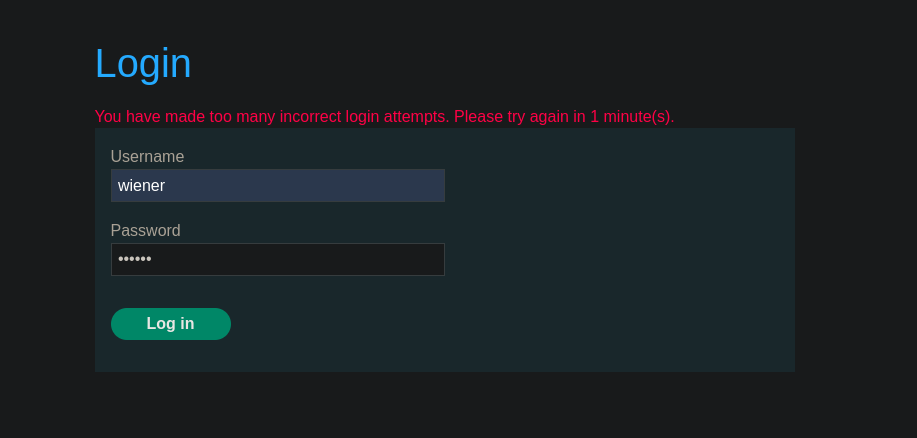 Login
You have made too many incorrect login attempts. Please try again in 1 minute(s).
Username
wiener
Password
••••••
Log in